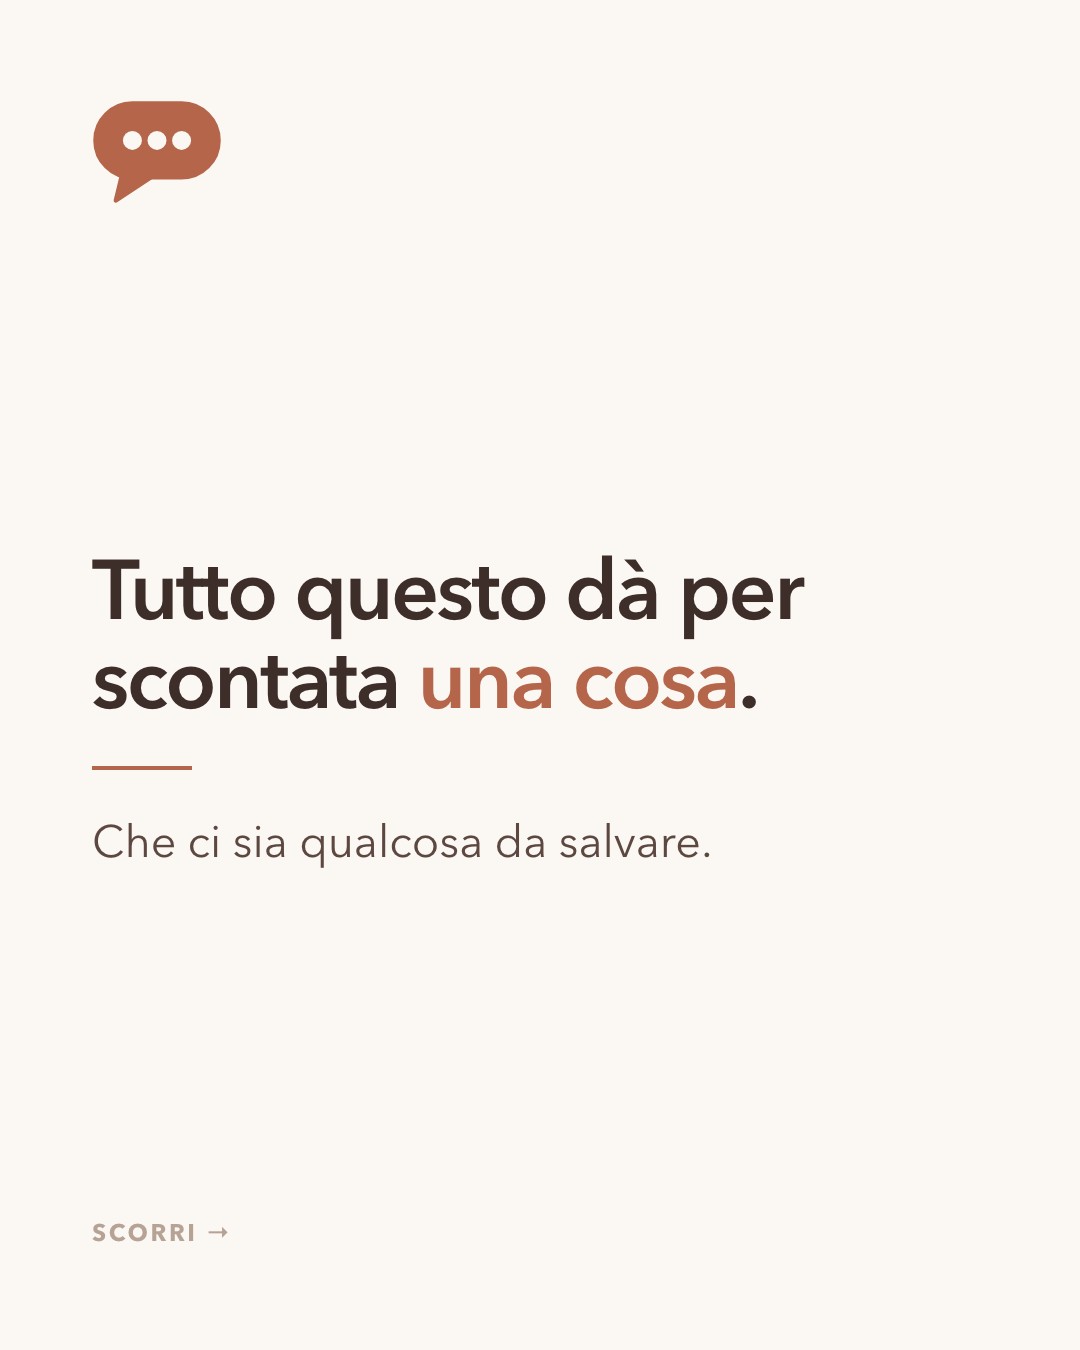 Tutto questo dà per
scontata una cosa.
Che ci sia qualcosa da salvare.
SCORRI →